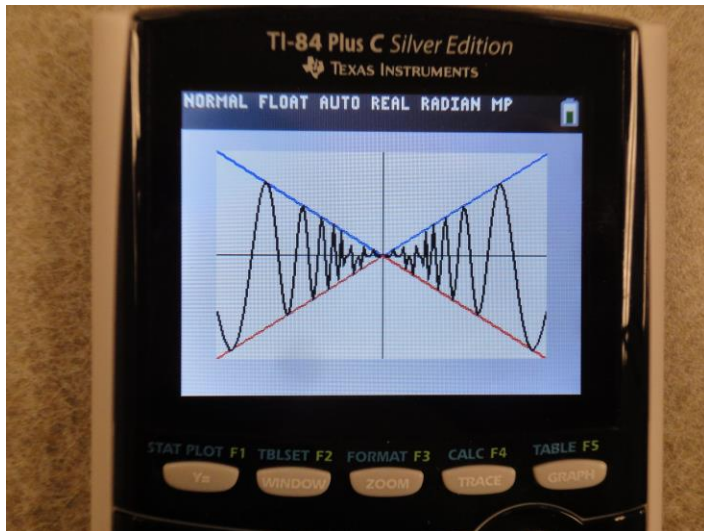 TI-84 Plus C Silver Edition
TEXAS INSTRUMENTS
NORMAL FLOAT AUTO REAL RADIAN MP
STAT PLOT F1 TBLSET F2 FORMAT F3 CALC F4 TABLE F5
Y= WINDOW ZOOM TRACE GRAPH